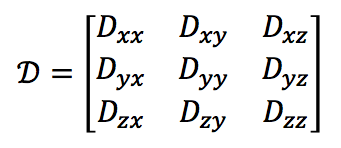 𝒟 = [D_xx D_xy D_xz
D_yx D_yy D_yz
D_zx D_zy D_zz]